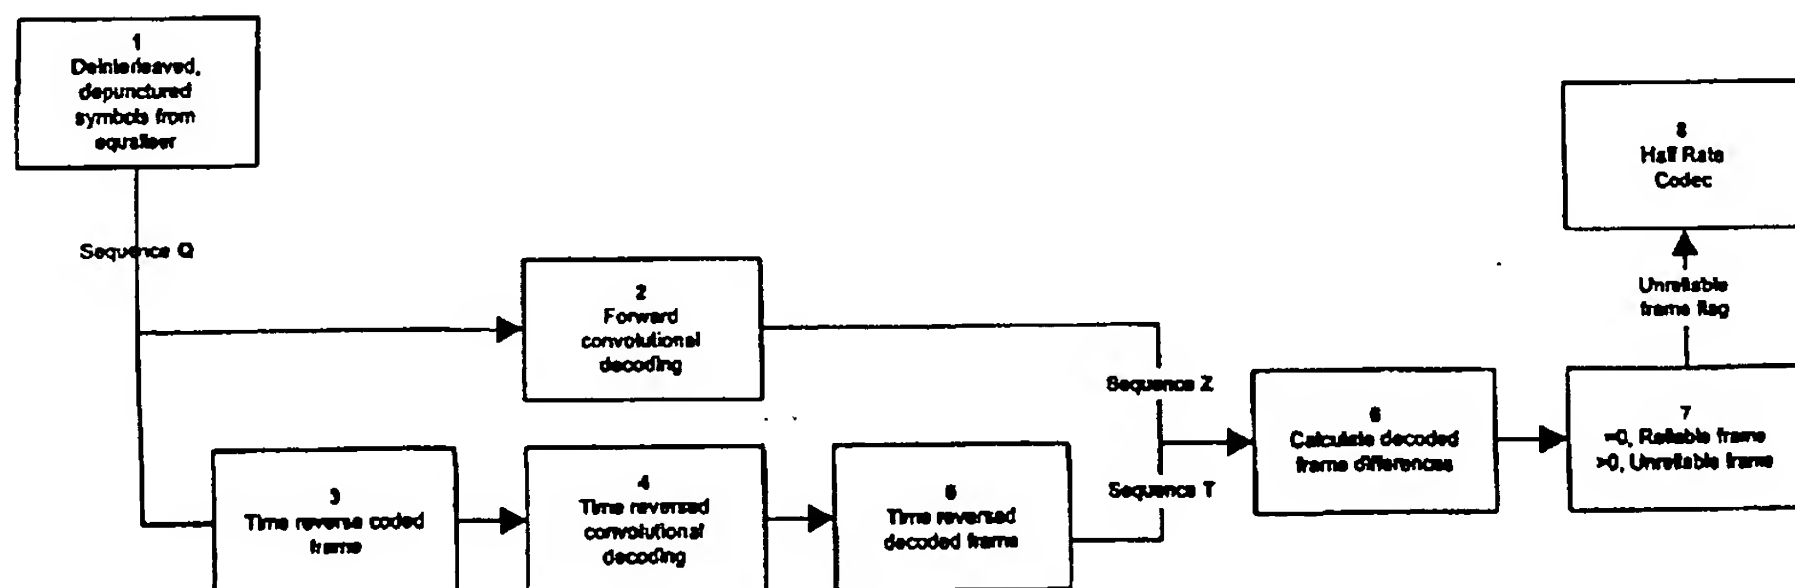 1
Deinterleaved,
depunctured
symbols from
equaliser
Sequence Q
2
Forward
convolutional
decoding
3
Time reverse coded
frame
4
Time reversed
convolutional
decoding
5
Time reversed
decoded frame
Sequence Z
Sequence T
6
Calculate decoded
frame differences
7
=0, Reliable frame
>0, Unreliable frame
Unreliable
frame flag
8
Half Rate
Codec